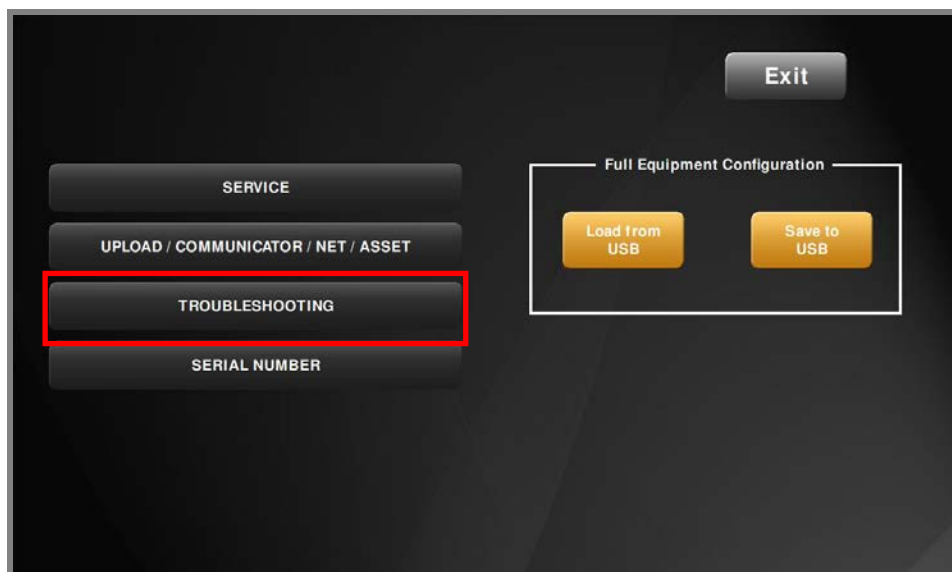 Exit
Full Equipment Configuration
SERVICE
Load from
USB
Save to
USB
UPLOAD / COMMUNICATOR / NET / ASSET
TROUBLESHOOTING
SERIAL NUMBER